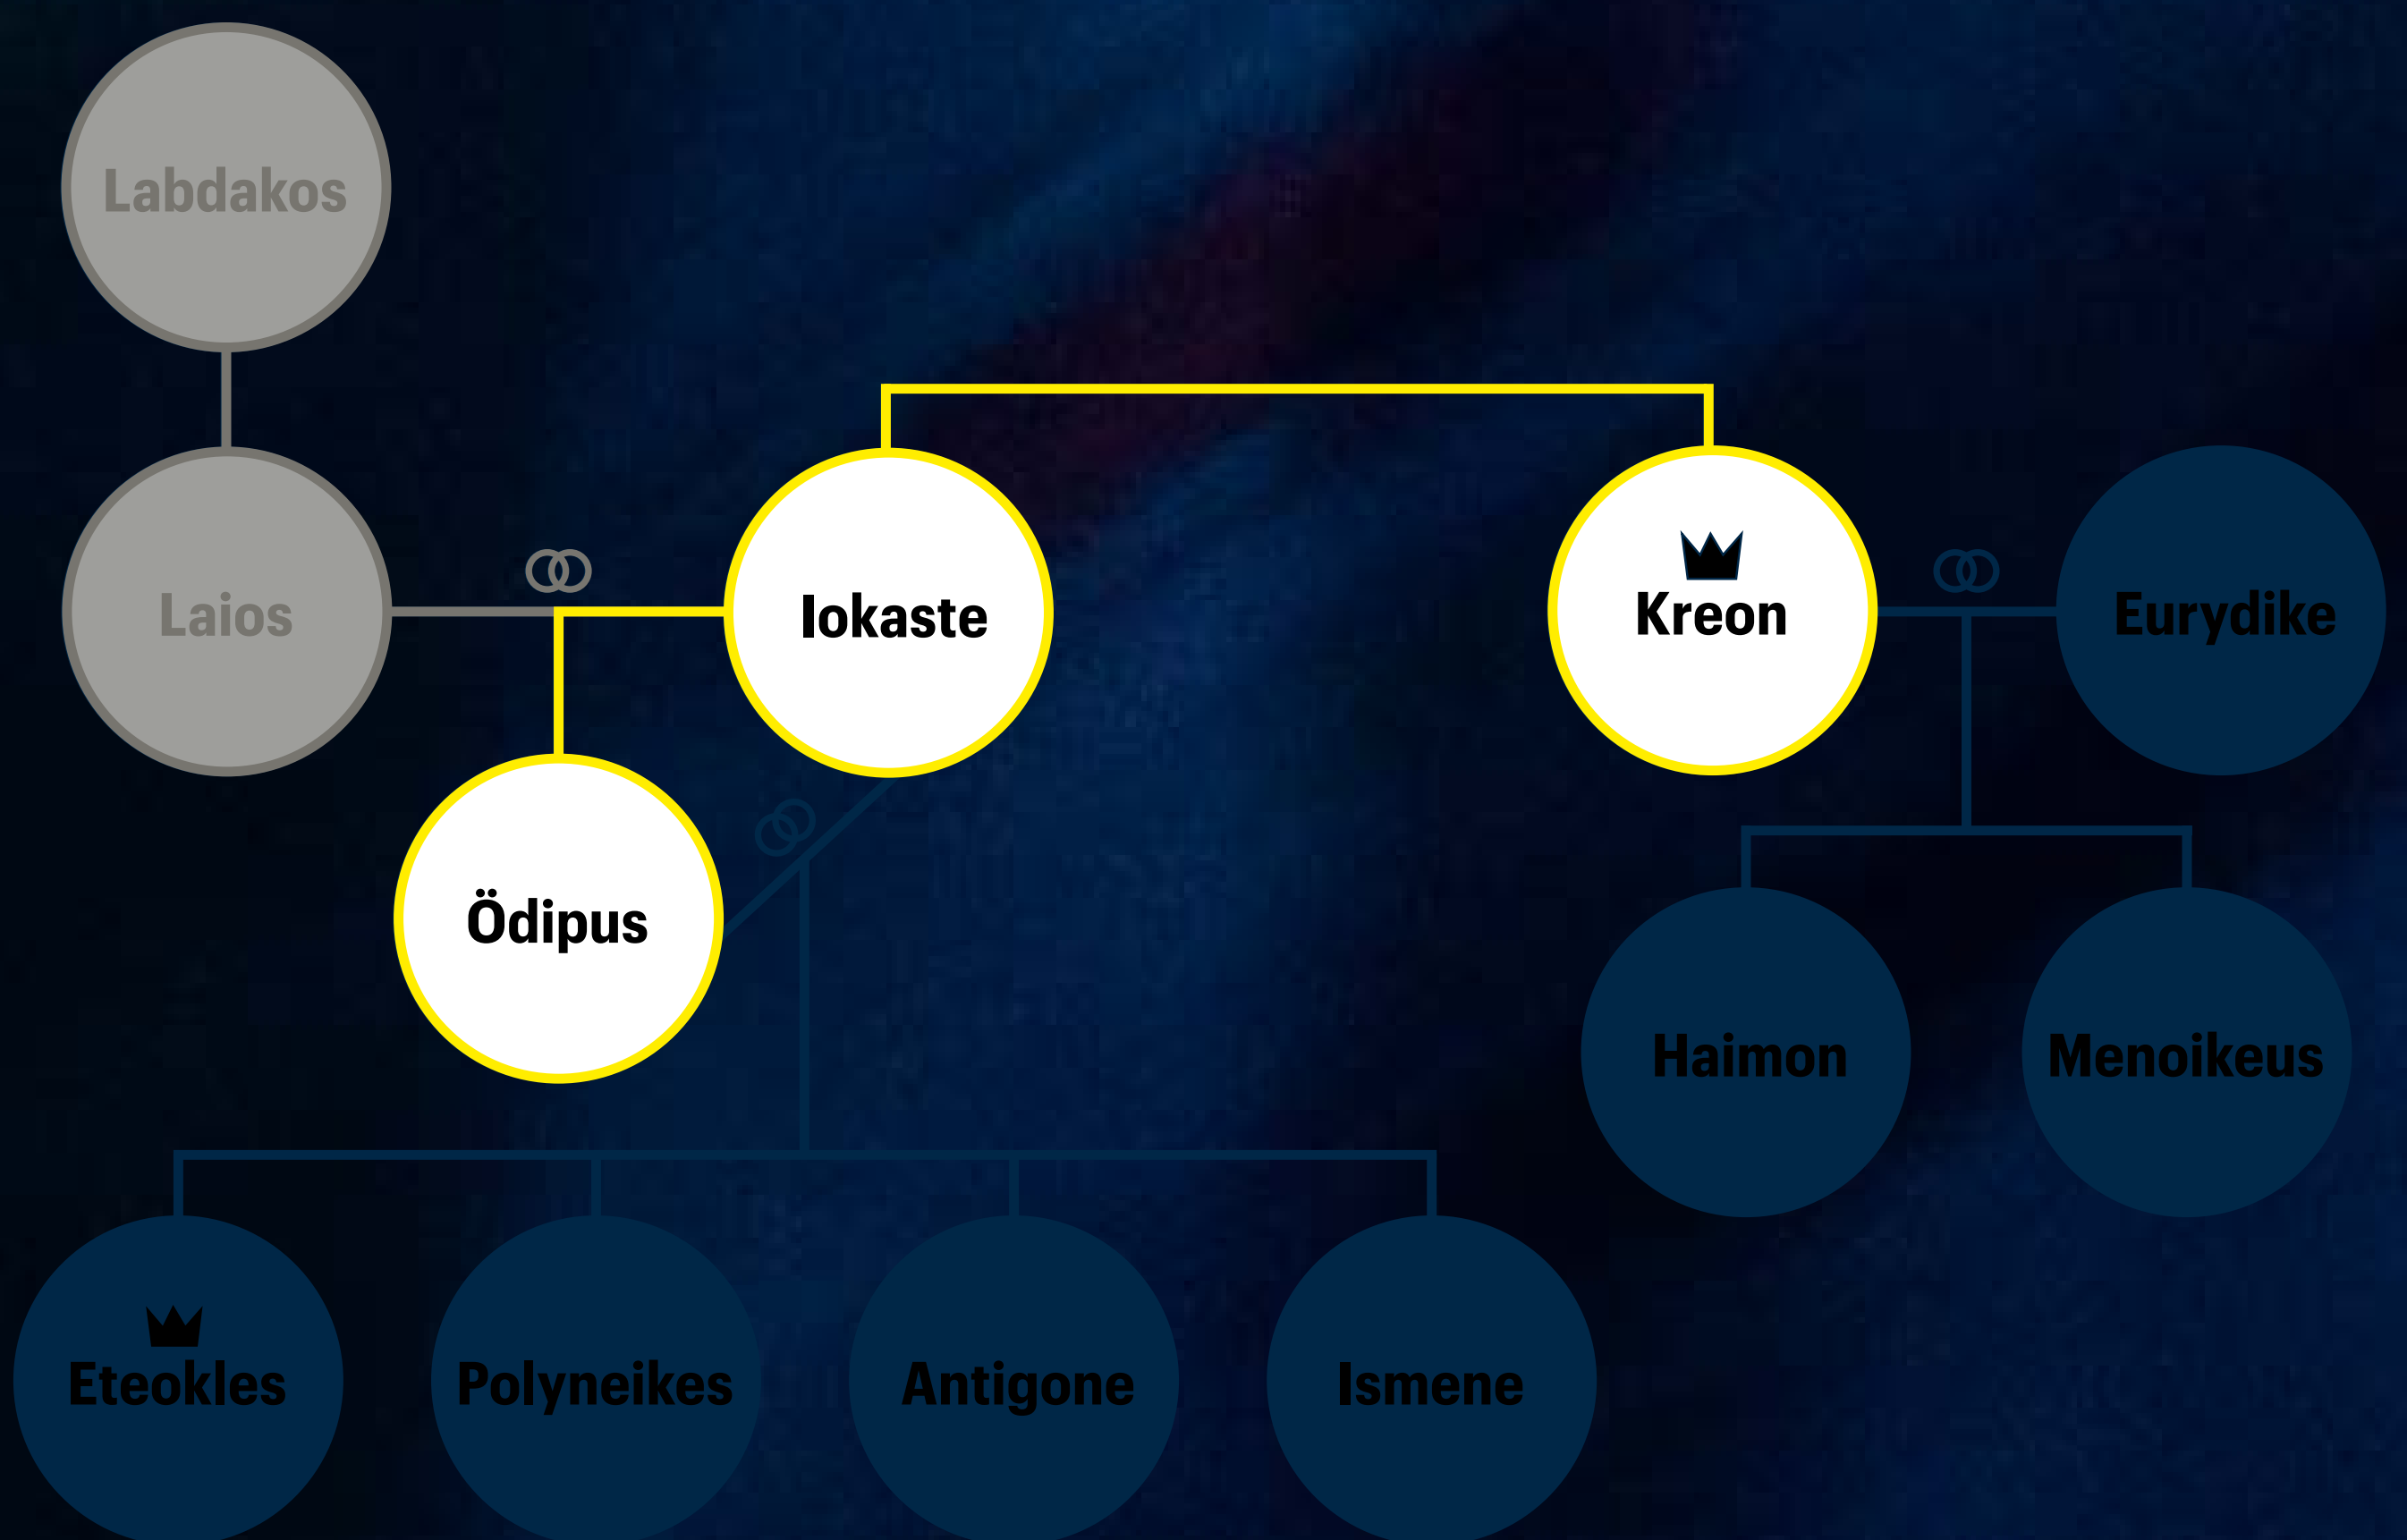 Labdakos
Laios
Iokaste
Kreon
Eurydike
Ödipus
Haimon
Menoikeus
Eteokles
Polyneikes
Antigone
Ismene